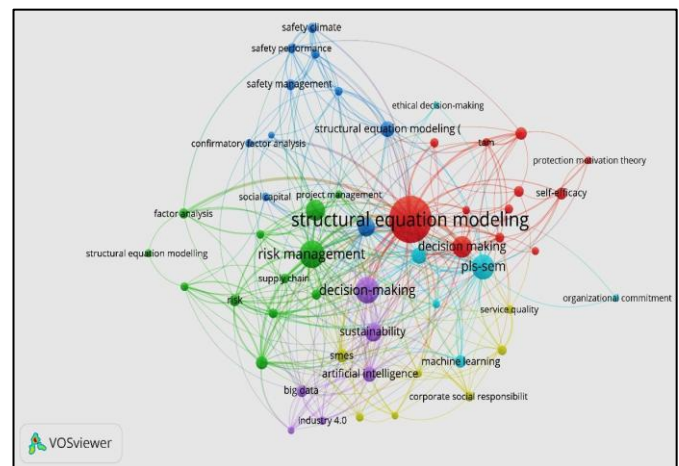 safety climate
safety performance
safety management
ethical decision-making
structural equation modeling (
tam
confirmatory factor analysis
protection motivation theory
self-efficacy
social capital
project management
factor analysis
structural equation modeling
decision making
structural equation modelling
risk management
pls-sem
supply chain
decision-making
risk
organizational commitment
service quality
sustainability
smes
machine learning
artificial intelligence
big data
corporate social responsibilit
industry 4.0
VOSviewer